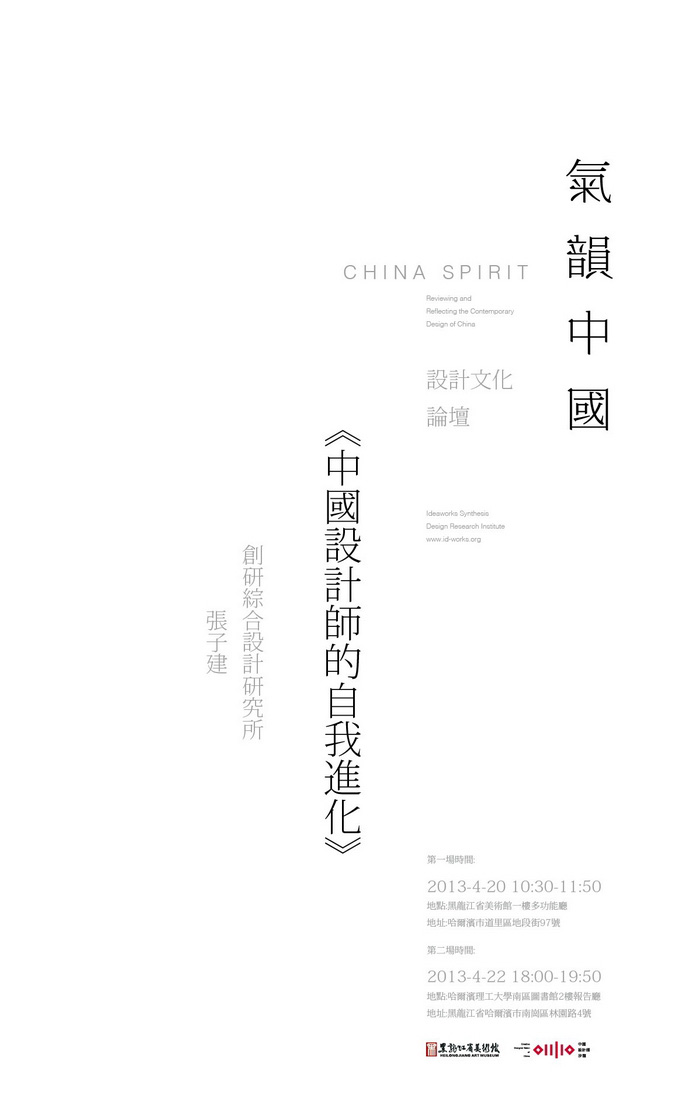 氣韻中國
CHINA SPIRIT
Reviewing and
Reflecting the Contemporary
Design of China
設計文化
論壇
《中國設計師的自我進化》
Ideaworks Synthesis
Design Research Institute
www.id-works.org
創研綜合設計研究所
張子建
第一場時間:
2013-4-20 10:30-11:50
地點:黑龍江省美術館一樓多功能廳
地址:哈爾濱市道里區地段街97號
第二場時間:
2013-4-22 18:00-19:50
地點:哈爾濱理工大學南區圖書館2樓報告廳
地址:黑龍江省哈爾濱市南崗區林園路4號
黑龍江省美術館
HEILONGJIANG ART MUSEUM